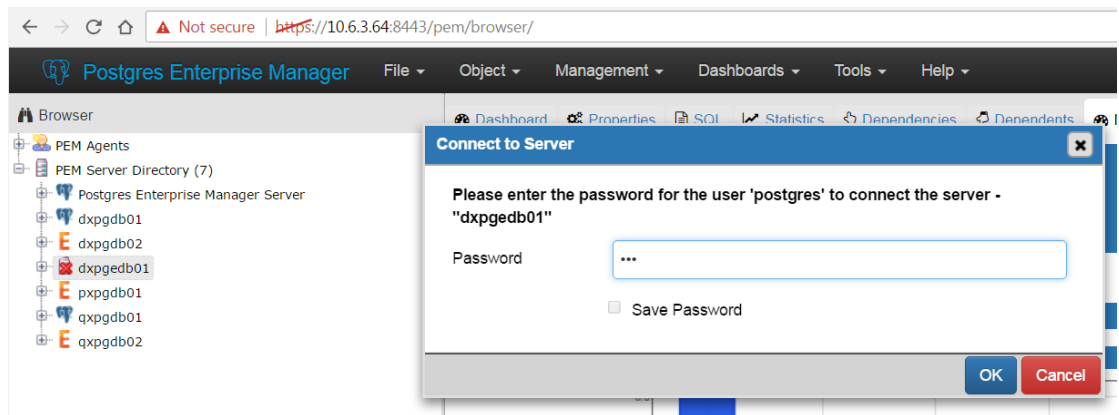 Not secure | https://10.6.3.64:8443/pem/browser/
Postgres Enterprise Manager File Object Management Dashboards Tools Help
Browser
Dashboard Properties SQL Statistics Dependencies Dependents
PEM Agents
PEM Server Directory (7)
Postgres Enterprise Manager Server
dxpgdb01
dxpgdb02
dxpgedb01
pxpgdb01
qxpgdb01
qxpgdb02
Connect to Server
Please enter the password for the user 'postgres' to connect the server -
"dxpgedb01"
Password •••
Save Password
OK Cancel